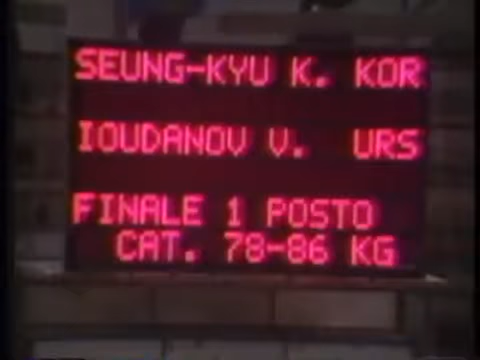 SEUNG-KYU K. KOR
IOUDANOV V. URS
FINALE 1 POSTO
CAT. 78-86 KG